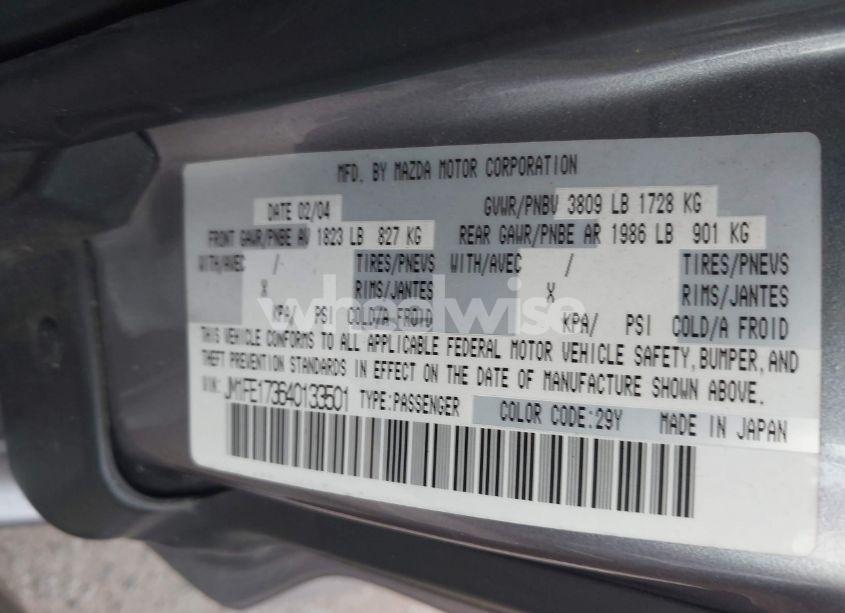 MFD. BY MAZDA MOTOR CORPORATION
DATE 02/04 GVWR/PNBV 3809 LB 1728 KG
FRONT GAWR/PNBE AV 1823 LB 827 KG REAR GAWR/PNBE AR 1986 LB 901 KG
WITH/AVEC / TIRES/PNEVS WITH/AVEC / TIRES/PNEVS
X RIMS/JANTES X RIMS/JANTES
KPA/ PSI COLD/A FROID KPA/ PSI COLD/A FROID
wheelwise
THIS VEHICLE CONFORMS TO ALL APPLICABLE FEDERAL MOTOR VEHICLE SAFETY, BUMPER, AND
THEFT PREVENTION STANDARDS IN EFFECT ON THE DATE OF MANUFACTURE SHOWN ABOVE.
VIN: JM1FE173640133501 TYPE:PASSENGER COLOR CODE:29Y MADE IN JAPAN